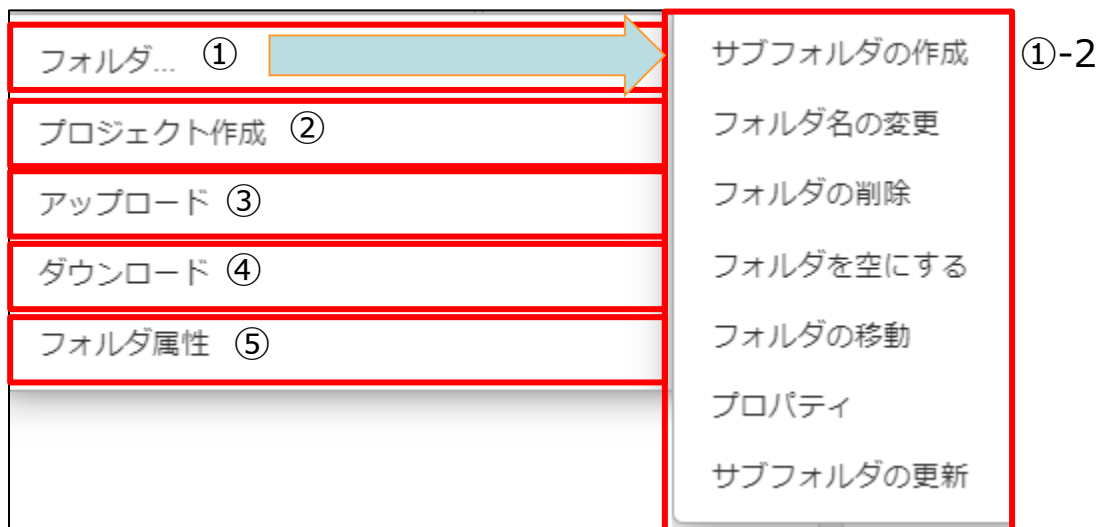 フォルダ... ①
プロジェクト作成 ②
アップロード ③
ダウンロード ④
フォルダ属性 ⑤
サブフォルダの作成
フォルダ名の変更
フォルダの削除
フォルダを空にする
フォルダの移動
プロパティ
サブフォルダの更新
①-2